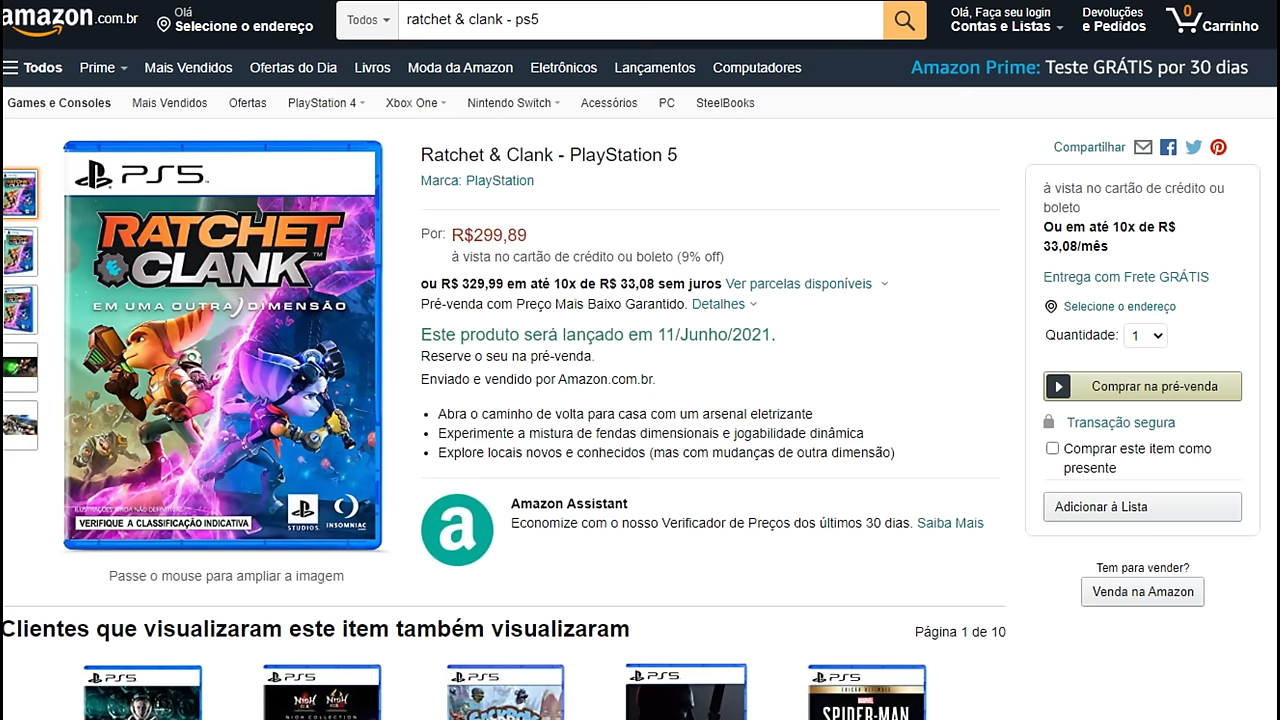 amazon.com.br
Olá
Selecione o endereço
Todos
ratchet & clank - ps5
Olá, Faça seu login
Contas e Listas
Devoluções
e Pedidos
0
Carrinho
Todos
Prime
Mais Vendidos
Ofertas do Dia
Livros
Moda da Amazon
Eletrônicos
Lançamentos
Computadores
Amazon Prime: Teste GRÁTIS por 30 dias
Games e Consoles
Mais Vendidos
Ofertas
PlayStation 4
Xbox One
Nintendo Switch
Acessórios
PC
SteelBooks
PS5
RATCHET
CLANK
EM UMA OUTRA DIMENSÃO
ILUSTRAÇÕES AINDA NÃO DEFINITIVAS
VERIFIQUE A CLASSIFICAÇÃO INDICATIVA
STUDIOS
INSOMNIAC
Passe o mouse para ampliar a imagem
Ratchet & Clank - PlayStation 5
Marca: PlayStation
Por: R$299,89
à vista no cartão de crédito ou boleto (9% off)
ou R$ 329,99 em até 10x de R$ 33,08 sem juros Ver parcelas disponíveis
Pré-venda com Preço Mais Baixo Garantido. Detalhes
Este produto será lançado em 11/Junho/2021.
Reserve o seu na pré-venda.
Enviado e vendido por Amazon.com.br.
• Abra o caminho de volta para casa com um arsenal eletrizante
• Experimente a mistura de fendas dimensionais e jogabilidade dinâmica
• Explore locais novos e conhecidos (mas com mudanças de outra dimensão)
a
Amazon Assistant
Economize com o nosso Verificador de Preços dos últimos 30 dias. Saiba Mais
Compartilhar
à vista no cartão de crédito ou
boleto
Ou em até 10x de R$
33,08/mês
Entrega com Frete GRÁTIS
Selecione o endereço
Quantidade: 1
Comprar na pré-venda
Transação segura
Comprar este item como
presente
Adicionar à Lista
Tem para vender?
Venda na Amazon
Clientes que visualizaram este item também visualizaram
Página 1 de 10
PS5
PS5
NIOH
NIOH
NIOH COLLECTION
PS5
SACKBOY
PS5
PS5
EDIÇÃO ULTIMATE
MARVEL
SPIDER-MAN